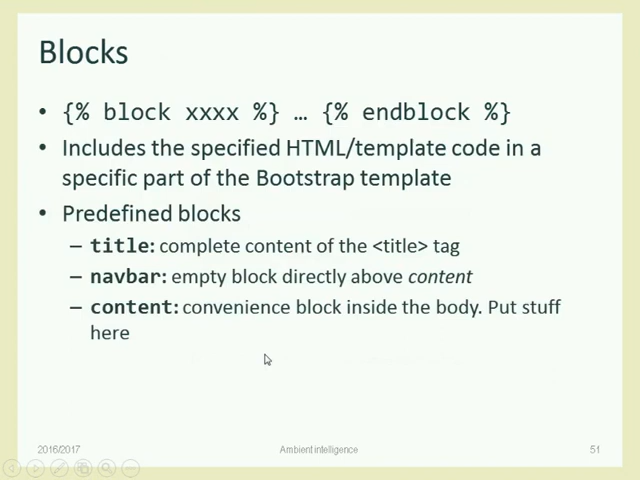 Blocks
• {% block xxxx %} … {% endblock %}
• Includes the specified HTML/template code in a
specific part of the Bootstrap template
• Predefined blocks
– title: complete content of the <title> tag
– navbar: empty block directly above content
– content: convenience block inside the body. Put stuff
here
2016/2017
Ambient intelligence
51